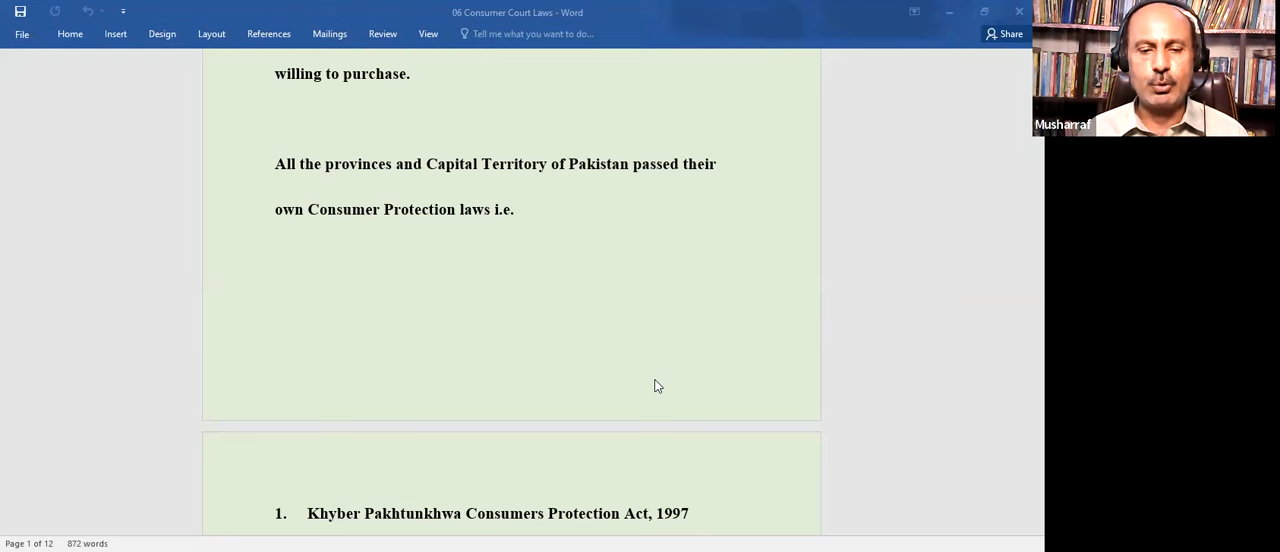 06 Consumer Court Laws - Word
File Home Insert Design Layout References Mailings Review View Tell me what you want to do... Share
willing to purchase.
All the provinces and Capital Territory of Pakistan passed their
own Consumer Protection laws i.e.
1. Khyber Pakhtunkhwa Consumers Protection Act, 1997
Page 1 of 12 872 words
Musharraf